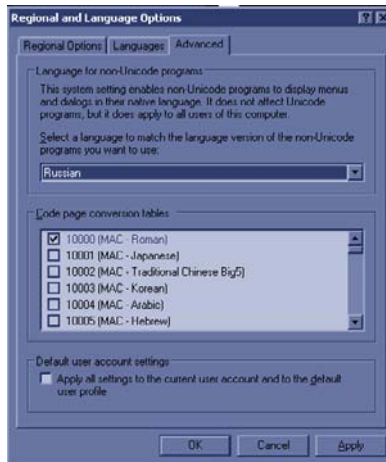 Regional and Language Options
Regional Options Languages Advanced
Language for non-Unicode programs
This system setting enables non-Unicode programs to display menus
and dialogs in their native language. It does not affect Unicode
programs, but it does apply to all users of this computer.
Select a language to match the language version of the non-Unicode
programs you want to use:
Russian
Code page conversion tables
10000 (MAC - Roman)
10001 (MAC - Japanese)
10002 (MAC - Traditional Chinese Big5)
10003 (MAC - Korean)
10004 (MAC - Arabic)
10005 (MAC - Hebrew)
Default user account settings
Apply all settings to the current user account and to the default
user profile
OK Cancel Apply